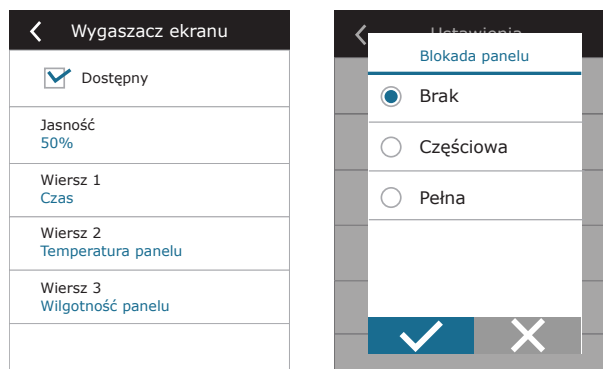 Wygaszacz ekranu
Dostępny
Jasność
50%
Wiersz 1
Czas
Wiersz 2
Temperatura panelu
Wiersz 3
Wilgotność panelu
Ustawienia
Blokada panelu
Brak
Częściowa
Pełna